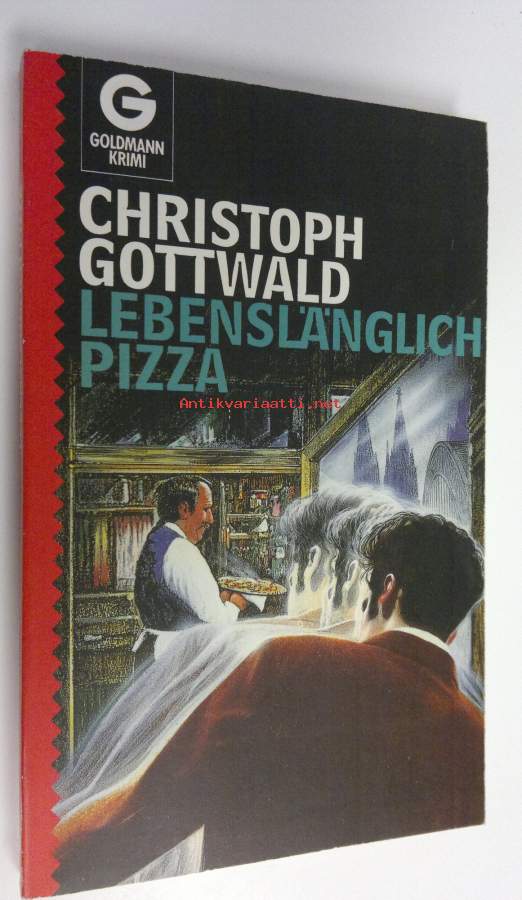 G
GOLDMANN
KRIMI
CHRISTOPH
GOTTWALD
LEBENSLÄNGLICH
PIZZA
Antikvariaatti.net